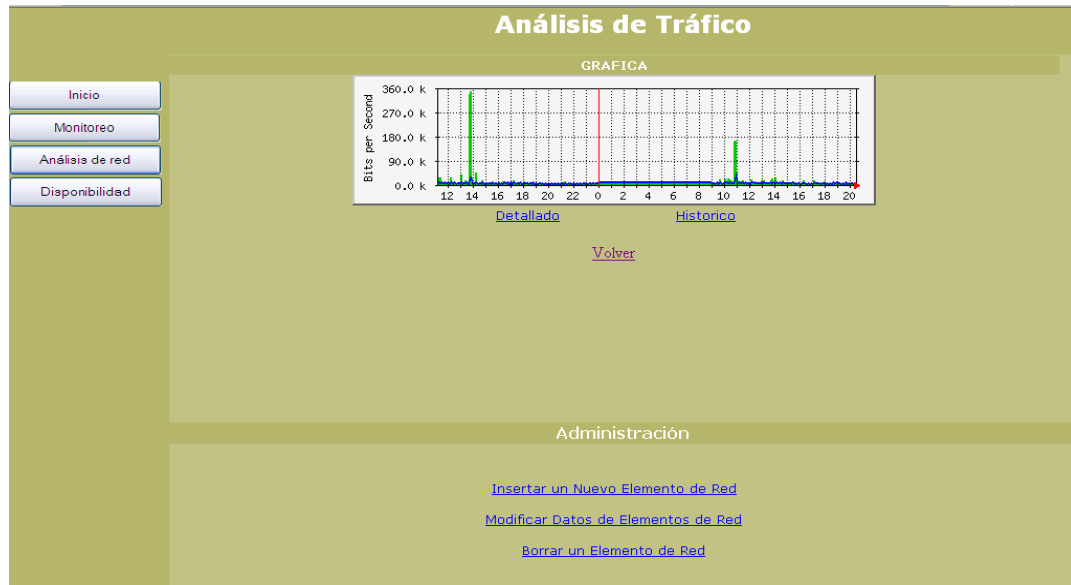 Análisis de Tráfico
GRAFICA
Inicio
Monitoreo
Análisis de red
Disponibilidad
Bits per Second
360.0 k
270.0 k
180.0 k
90.0 k
0.0 k
12 14 16 18 20 22 0 2 4 6 8 10 12 14 16 18 20
Detallado Historico
Volver
Administración
Insertar un Nuevo Elemento de Red
Modificar Datos de Elementos de Red
Borrar un Elemento de Red